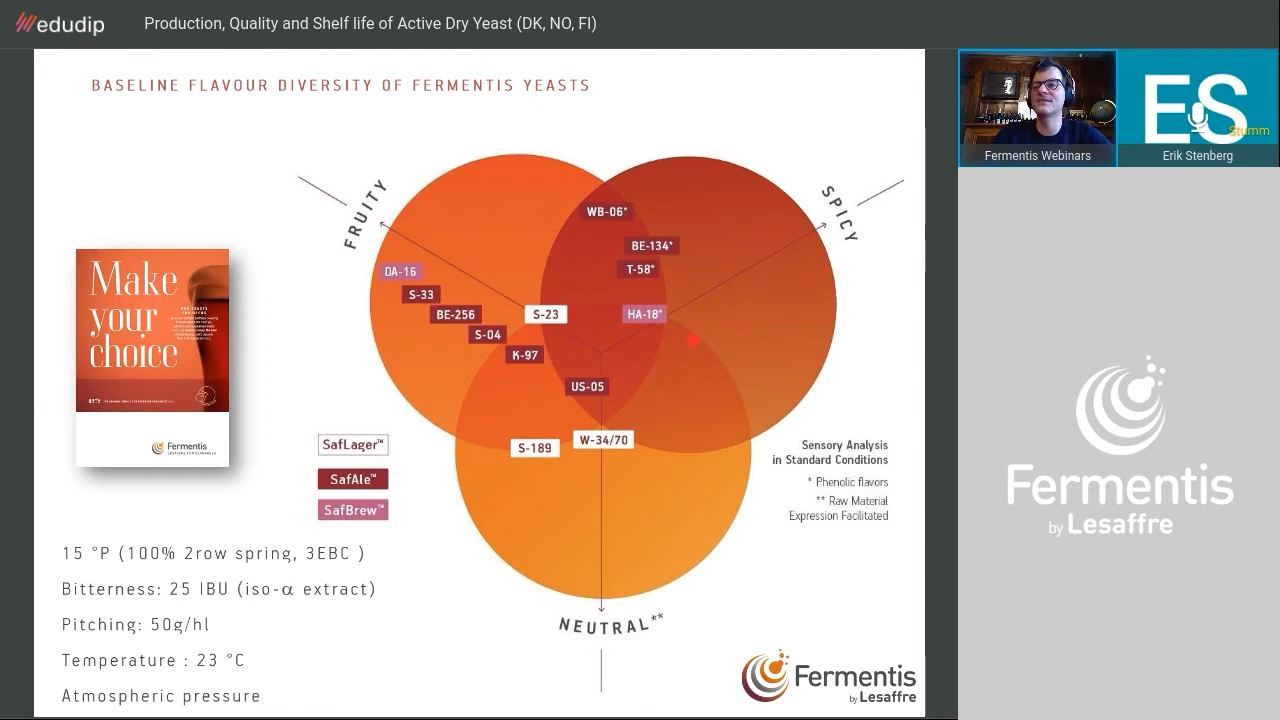 edudip
Production, Quality and Shelf life of Active Dry Yeast (DK, NO, FI)
BASELINE FLAVOUR DIVERSITY OF FERMENTIS YEASTS
FRUITY
SPICY
WB-06*
BE-134*
T-58*
DA-16
S-33
BE-256
S-23
HA-18*
S-04
K-97
US-05
W-34/70
S-189
NEUTRAL**
Make
your
choice
Fermentis
SafLager™
SafAle™
SafBrew™
Sensory Analysis
in Standard Conditions
* Phenolic flavors
** Raw Material
Expression Facilitated
15 °P (100% 2row spring, 3EBC )
Bitterness: 25 IBU (iso-α extract)
Pitching: 50g/hl
Temperature : 23 °C
Atmospheric pressure
Fermentis
by Lesaffre
Fermentis Webinars
ES
Stumm
Erik Stenberg
Fermentis
by Lesaffre